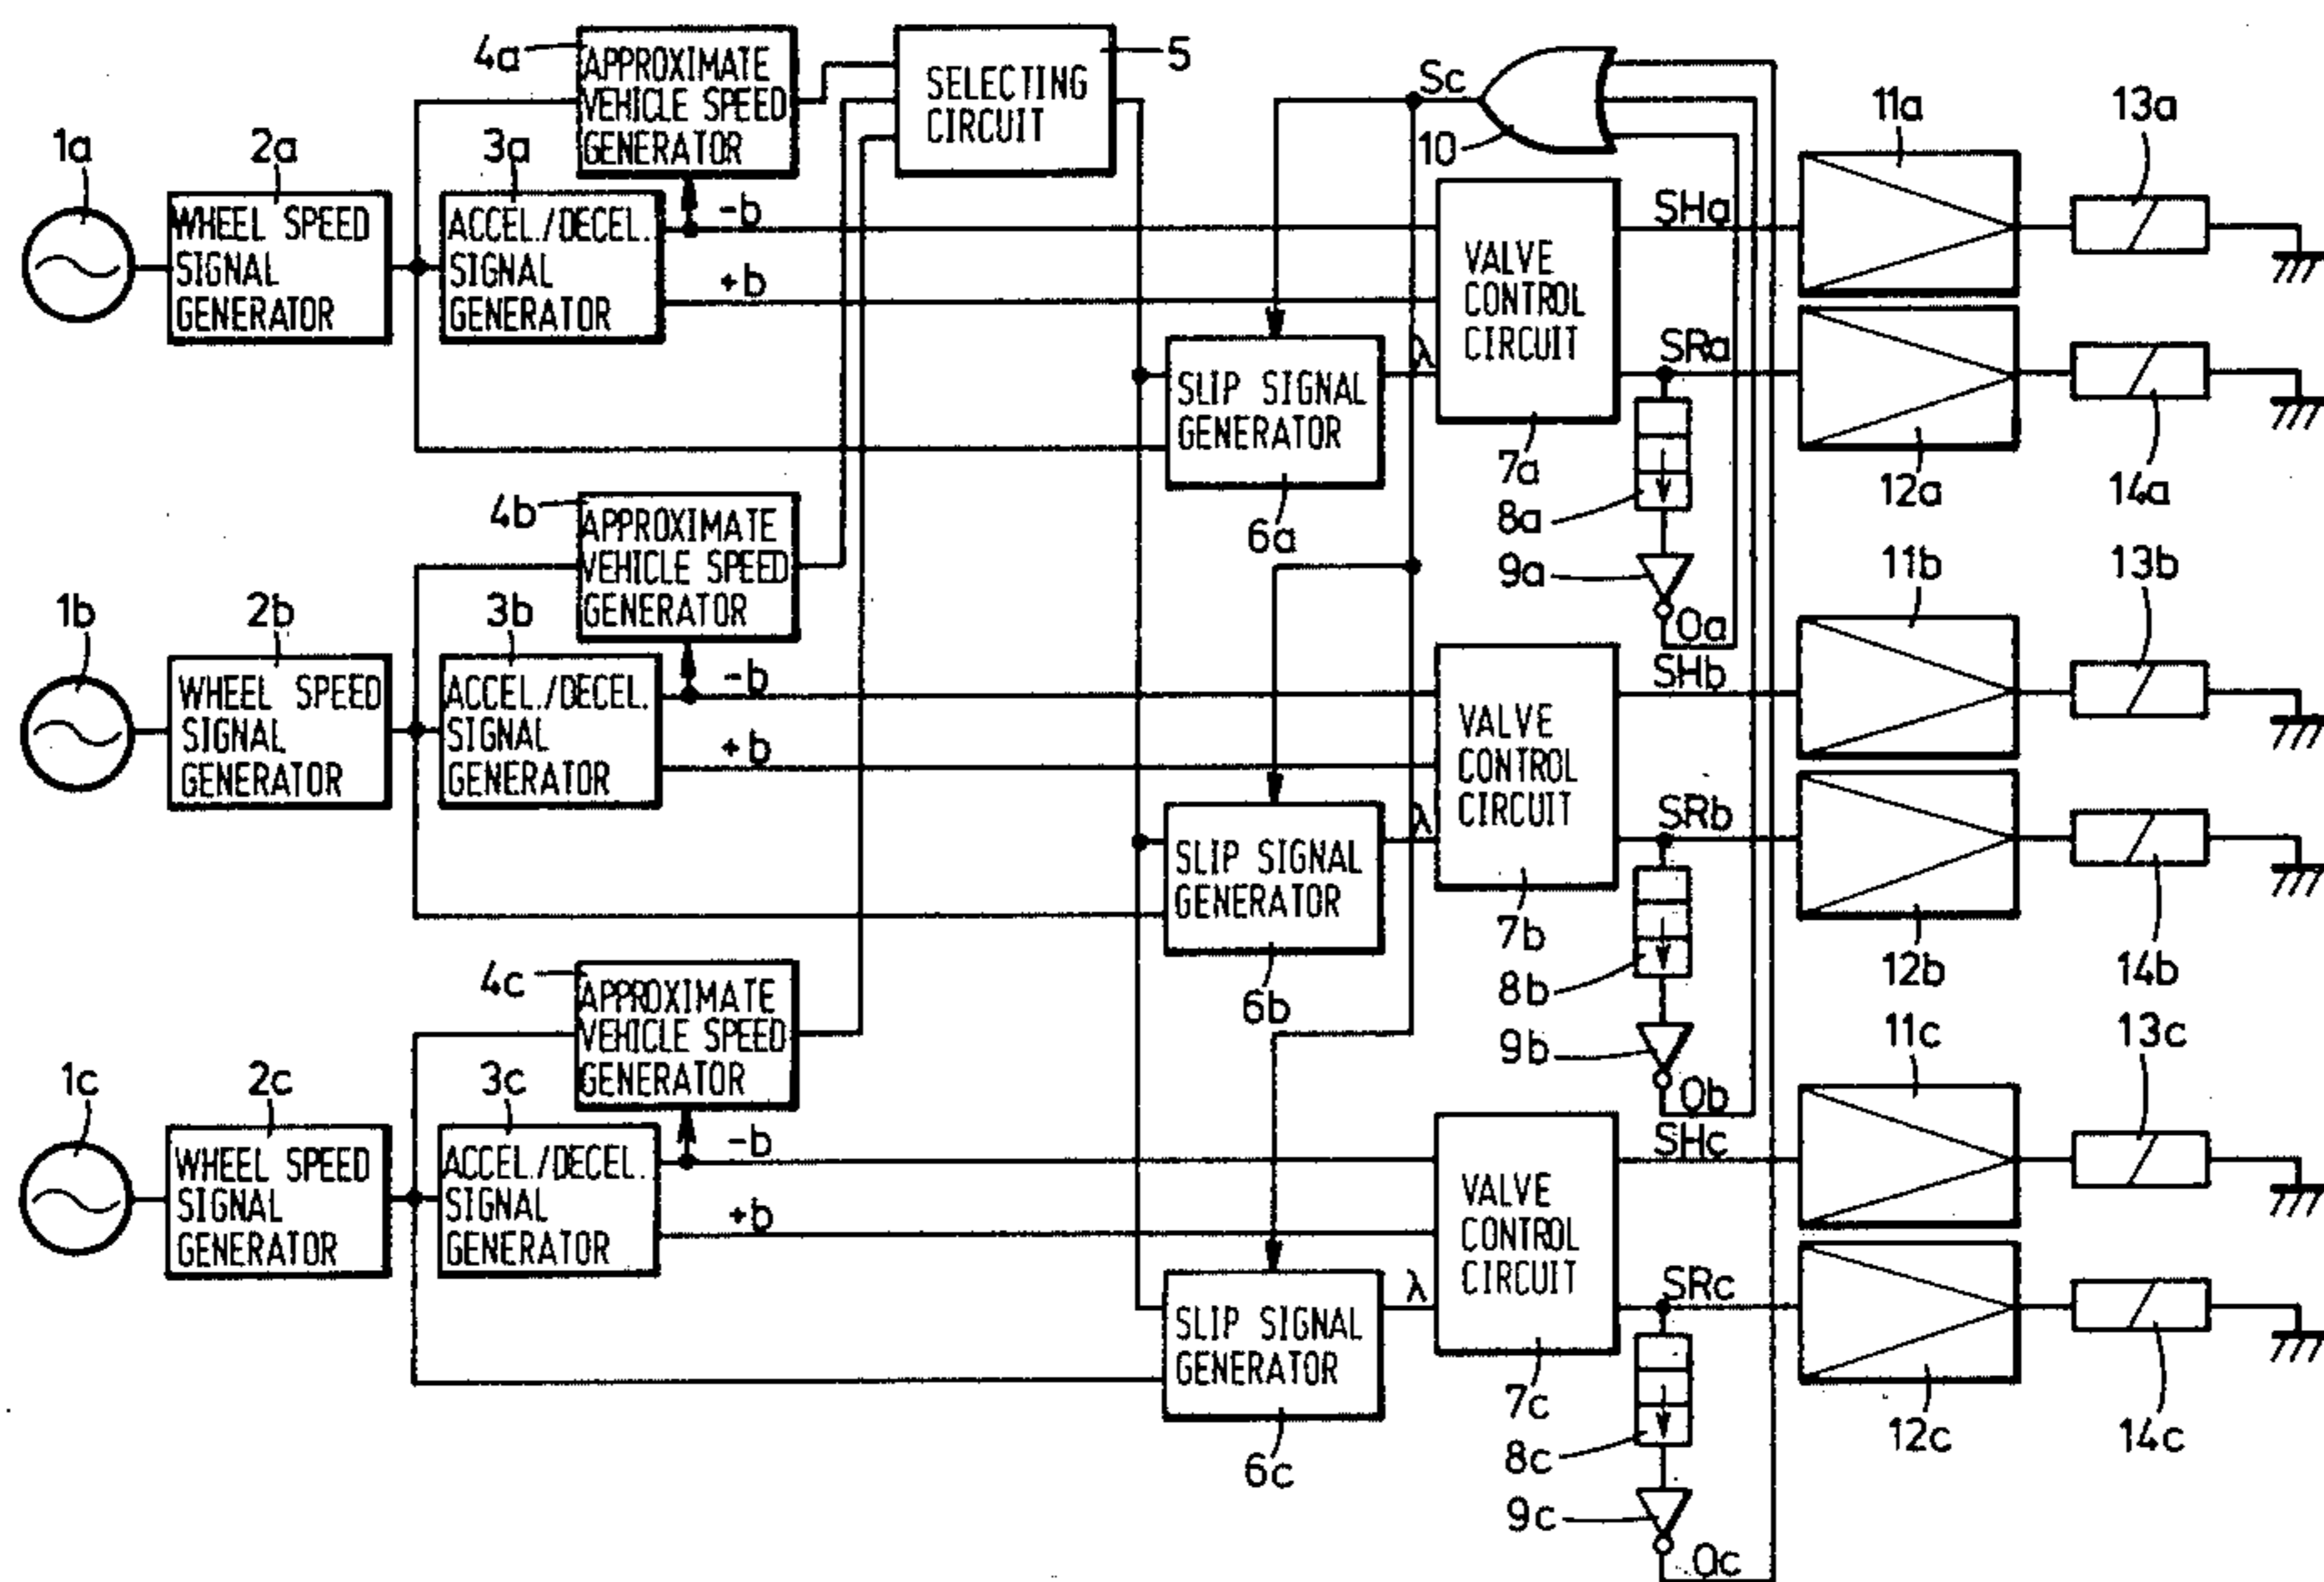 4a
APPROXIMATE
VEHICLE SPEED
GENERATOR
SELECTING
CIRCUIT
5
Sc
10
11a
13a
1a
2a
3a
WHEEL SPEED
SIGNAL
GENERATOR
ACCEL./DECEL.
SIGNAL
GENERATOR
-b
+b
VALVE
CONTROL
CIRCUIT
SHa
SRa
λ
SLIP SIGNAL
GENERATOR
6a
7a
8a
9a
Oa
12a
14a
4b
APPROXIMATE
VEHICLE SPEED
GENERATOR
11b
13b
1b
2b
3b
WHEEL SPEED
SIGNAL
GENERATOR
ACCEL./DECEL.
SIGNAL
GENERATOR
-b
+b
VALVE
CONTROL
CIRCUIT
SHb
SRb
λ
SLIP SIGNAL
GENERATOR
6b
7b
8b
9b
Ob
12b
14b
4c
APPROXIMATE
VEHICLE SPEED
GENERATOR
11c
13c
1c
2c
3c
WHEEL SPEED
SIGNAL
GENERATOR
ACCEL./DECEL.
SIGNAL
GENERATOR
-b
+b
VALVE
CONTROL
CIRCUIT
SHc
SRc
λ
SLIP SIGNAL
GENERATOR
6c
7c
8c
9c
Oc
12c
14c